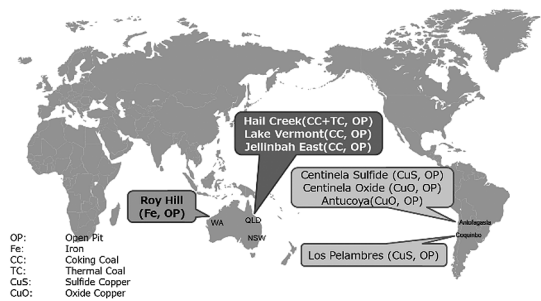 Hail Creek(CC+TC, OP)
Lake Vermont(CC, OP)
Jellinbah East(CC, OP)
Centinela Sulfide (CuS, OP)
Centinela Oxide (CuO, OP)
Antucoya(CuO, OP)
Roy Hill
(Fe, OP)
WA
QLD
NSW
Antofagasta
Coquinbo
Los Pelambres (CuS, OP)
OP: Open Pit
Fe: Iron
CC: Coking Coal
TC: Thermal Coal
CuS: Sulfide Copper
CuO: Oxide Copper